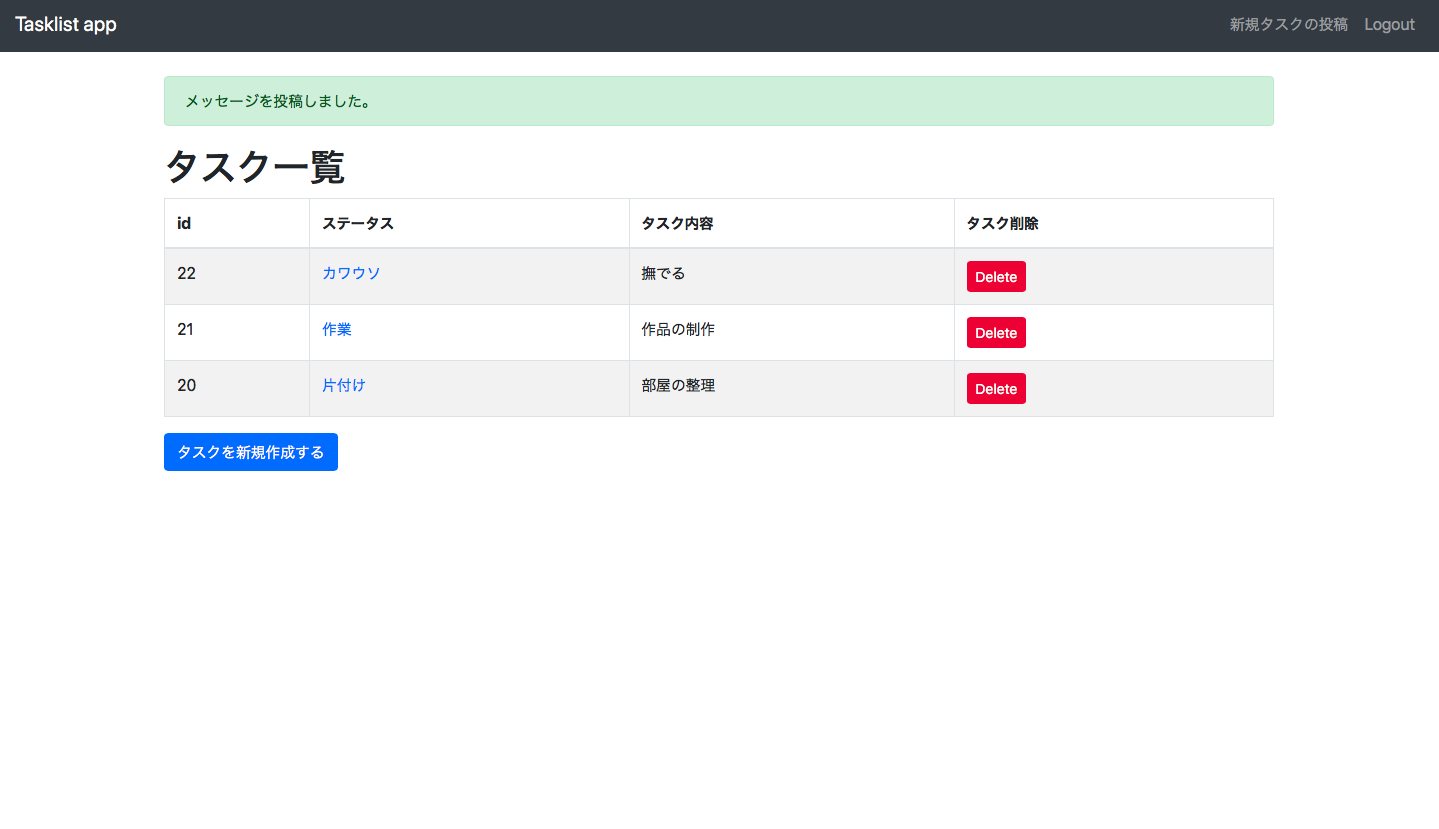 Tasklist app 新規タスクの投稿 Logout
メッセージを投稿しました。
タスク一覧
id ステータス タスク内容 タスク削除
22 カワウソ 撫でる Delete
21 作業 作品の制作 Delete
20 片付け 部屋の整理 Delete
タスクを新規作成する